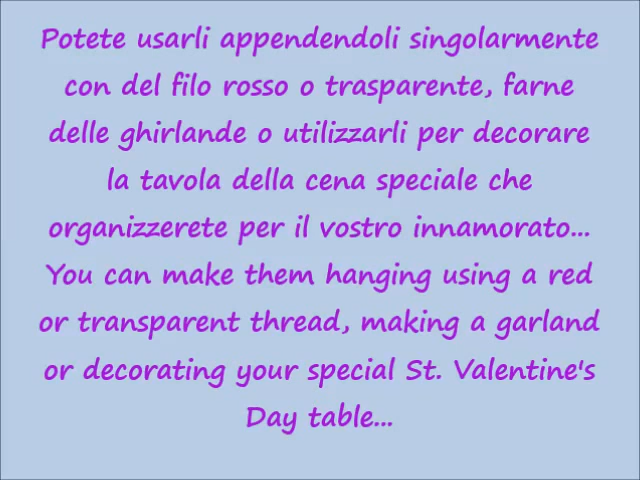 Potete usarli appendendoli singolarmente
con del filo rosso o trasparente, farne
delle ghirlande o utilizzarli per decorare
la tavola della cena speciale che
organizzerete per il vostro innamorato...
You can make them hanging using a red
or transparent thread, making a garland
or decorating your special St. Valentine's
Day table...